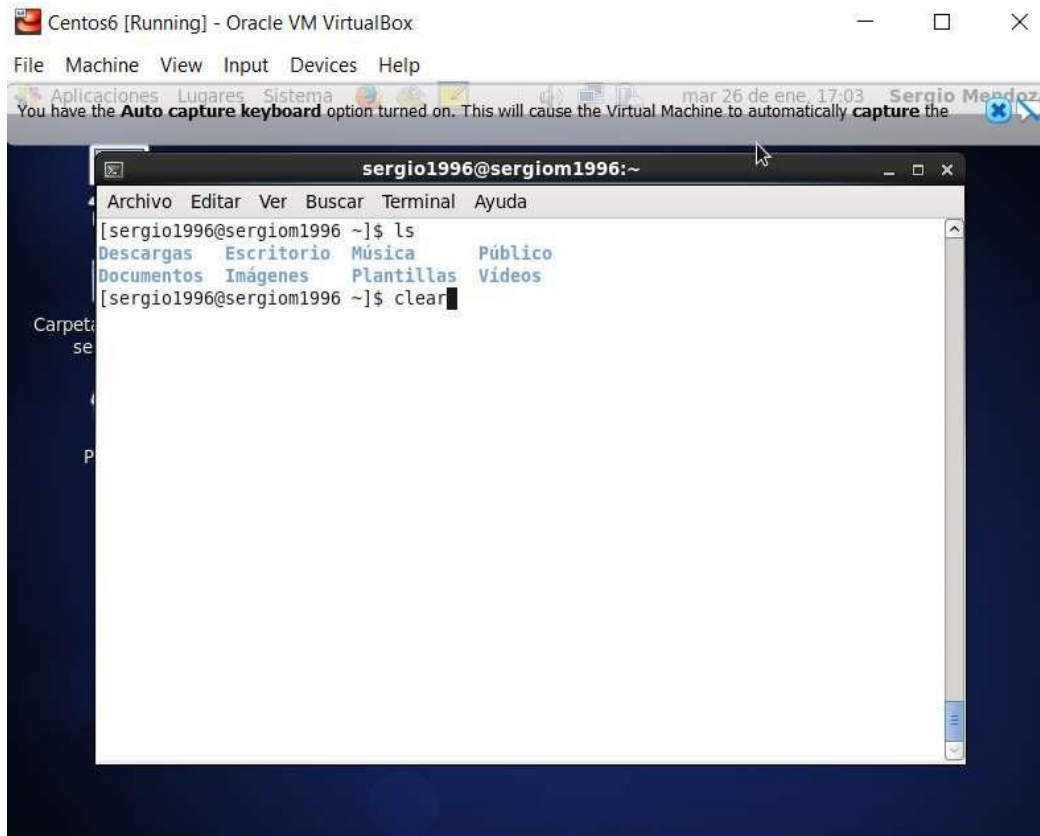 Centos6 [Running] - Oracle VM VirtualBox
File Machine View Input Devices Help
Aplicaciones Lugares Sistema mar 26 de ene, 17:03 Sergio Mendoz
You have the Auto capture keyboard option turned on. This will cause the Virtual Machine to automatically capture the
sergio1996@sergiom1996:~
Archivo Editar Ver Buscar Terminal Ayuda
[sergio1996@sergiom1996 ~]$ ls
Descargas Escritorio Música Público
Documentos Imágenes Plantillas Vídeos
[sergio1996@sergiom1996 ~]$ clear
Carpeta
se
P